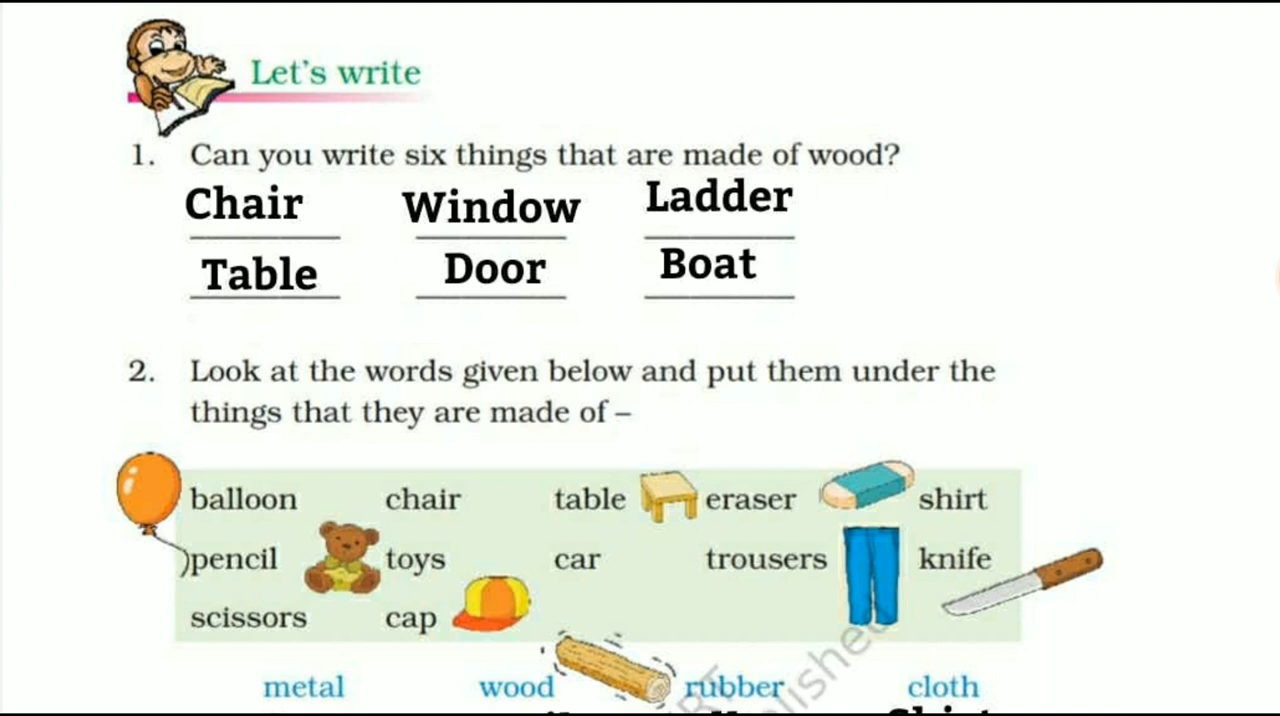 Let's write
1. Can you write six things that are made of wood?
Chair Window Ladder
Table Door Boat
2. Look at the words given below and put them under the
things that they are made of –
balloon chair table eraser shirt
pencil toys car trousers knife
scissors cap
metal wood rubber cloth